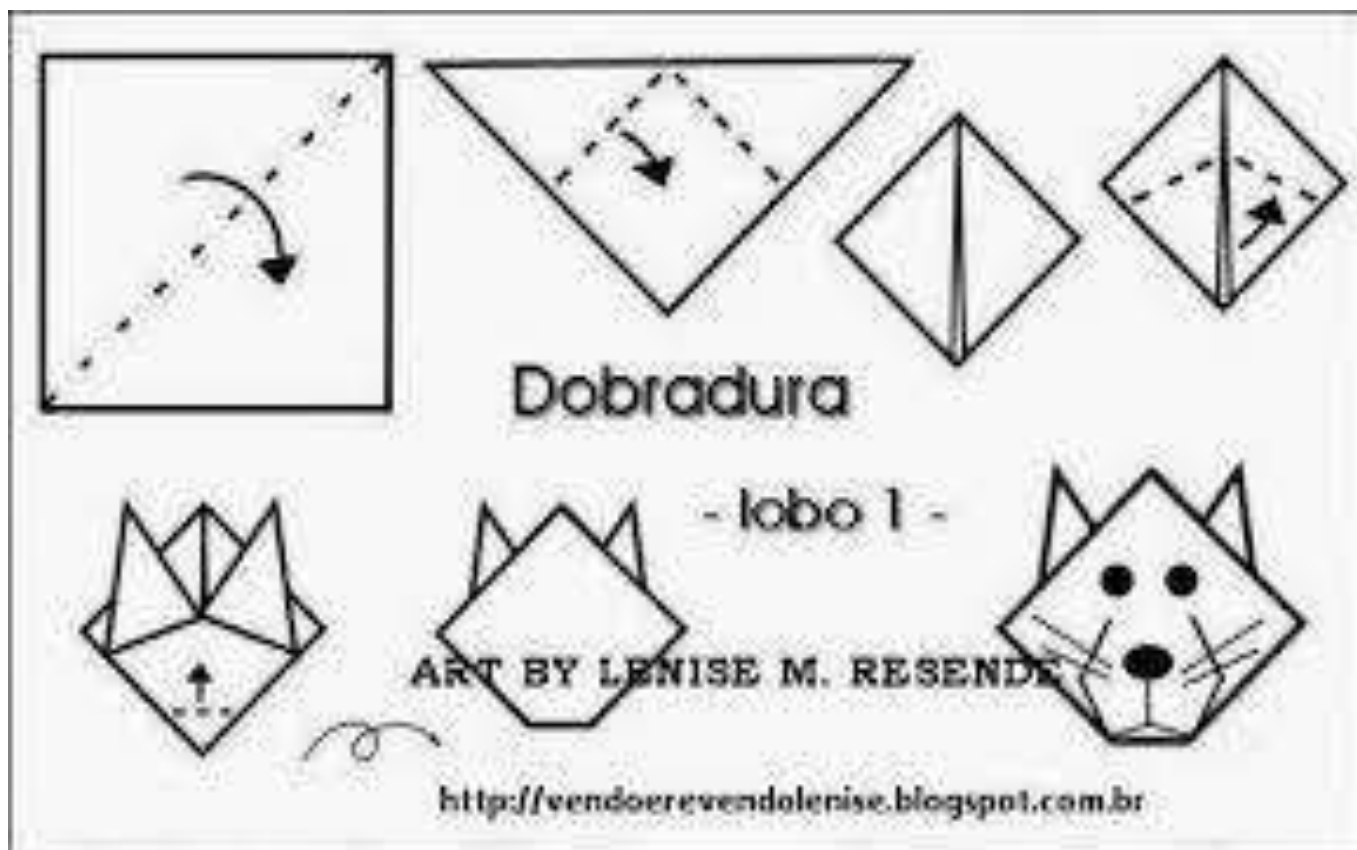 Dobradura
- lobo 1 -
ART BY LENISE M. RESENDE
http://vendoerevendolenise.blogspot.com.br